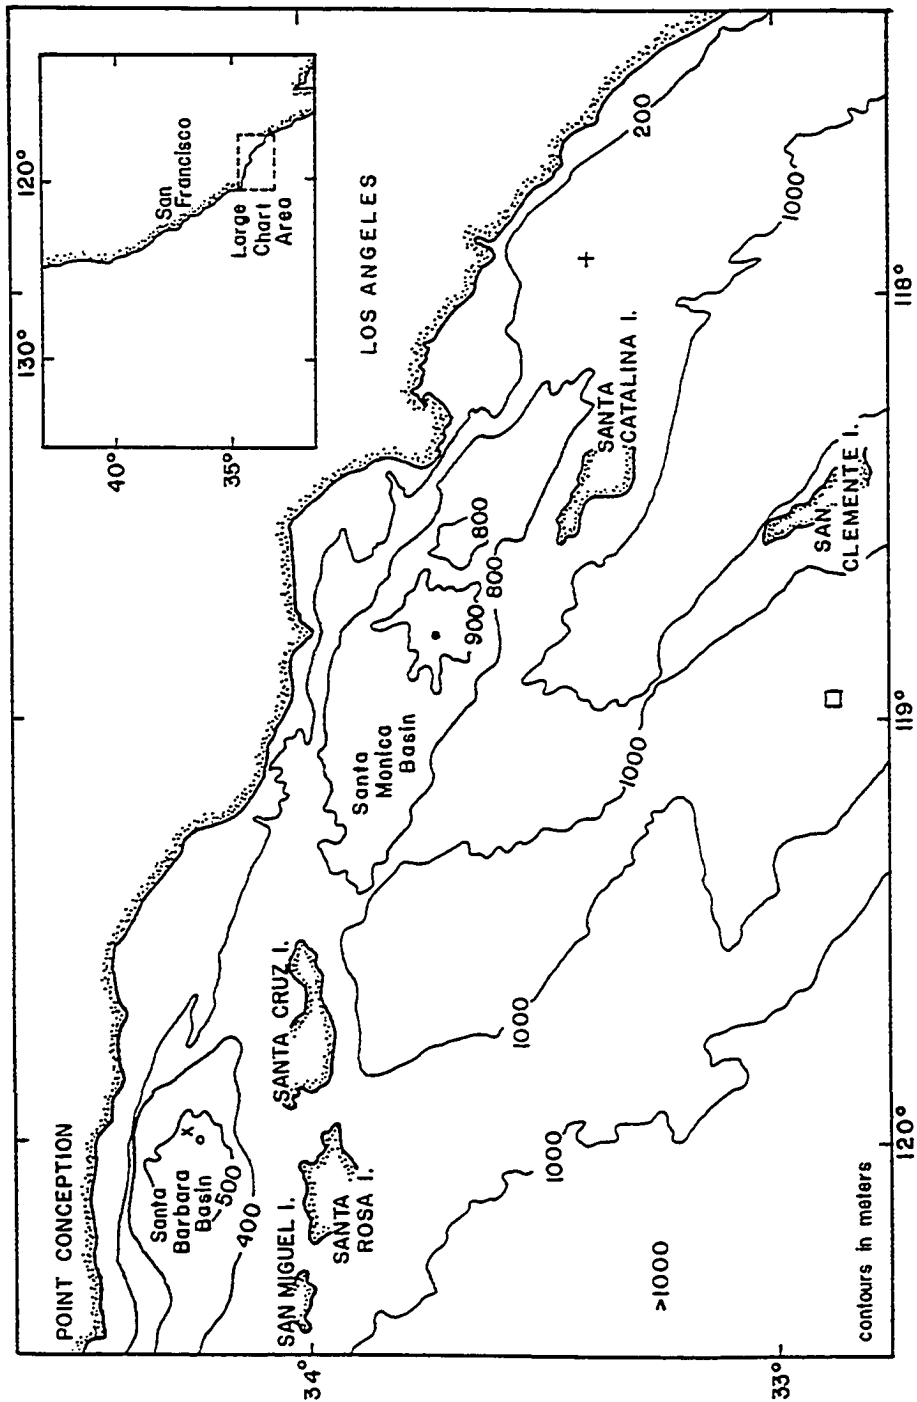 POINT CONCEPTION
Santa
Barbara
Basin
500
400
SAN MIGUEL I.
SANTA
ROSA I.
SANTA CRUZ I.
Santa
Monica
Basin
900
800
800
SANTA
CATALINA I.
SAN
CLEMENTE I.
LOS ANGELES
200
1000
1000
1000
1000
>1000
contours in meters
34°
33°
120°
119°
118°
San
Francisco
Large
Chart
Area
130°
120°
40°
35°